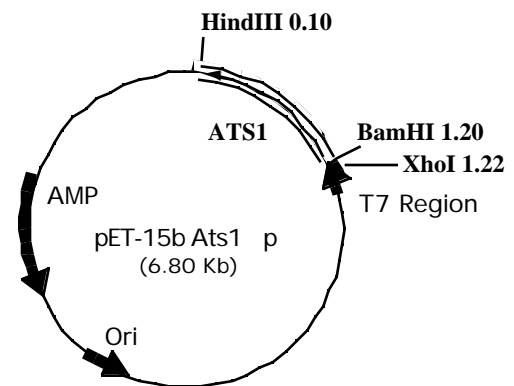 HindIII 0.10
ATS1
BamHI 1.20
XhoI 1.22
AMP
T7 Region
pET-15b Ats1 p
(6.80 Kb)
Ori